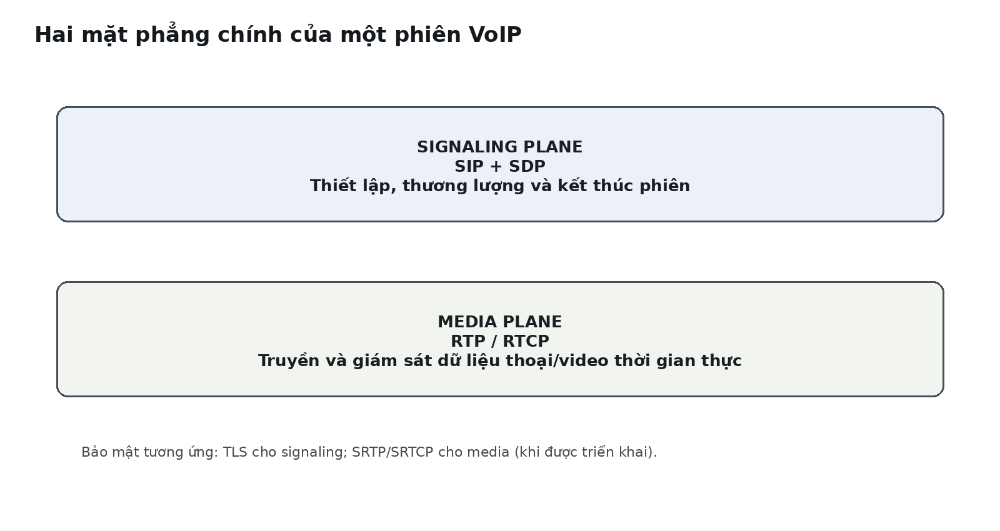 Hai mặt phẳng chính của một phiên VoIP
SIGNALING PLANE
SIP + SDP
Thiết lập, thương lượng và kết thúc phiên
MEDIA PLANE
RTP / RTCP
Truyền và giám sát dữ liệu thoại/video thời gian thực
Bảo mật tương ứng: TLS cho signaling; SRTP/SRTCP cho media (khi được triển khai).